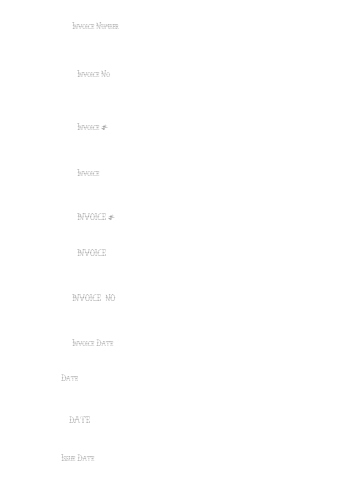 Invoice Number
Invoice No
Invoice #
Invoice
INVOICE #
INVOICE
INVOICE NO
Invoice Date
Date
DATE
Issue Date